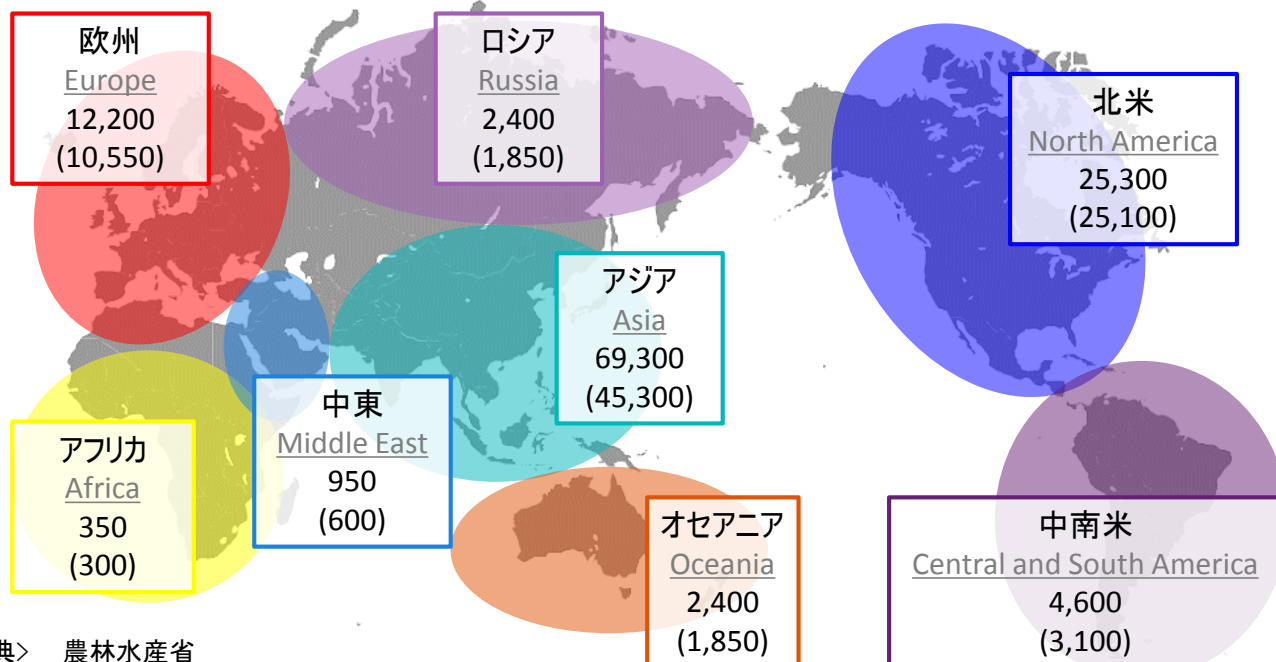 欧州
Europe
12,200
(10,550)
ロシア
Russia
2,400
(1,850)
北米
North America
25,300
(25,100)
アジア
Asia
69,300
(45,300)
中東
Middle East
950
(600)
アフリカ
Africa
350
(300)
オセアニア
Oceania
2,400
(1,850)
中南米
Central and South America
4,600
(3,100)
典> 農林水産省